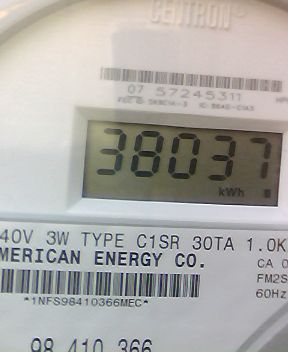 CENTRON
07 57245311
38037
kWh
40V 3W TYPE C1SR 30TA 1.0K
MERICAN ENERGY CO.
CA 0
FM2S
60Hz
*1NFS98410366MEC*
98 410 366